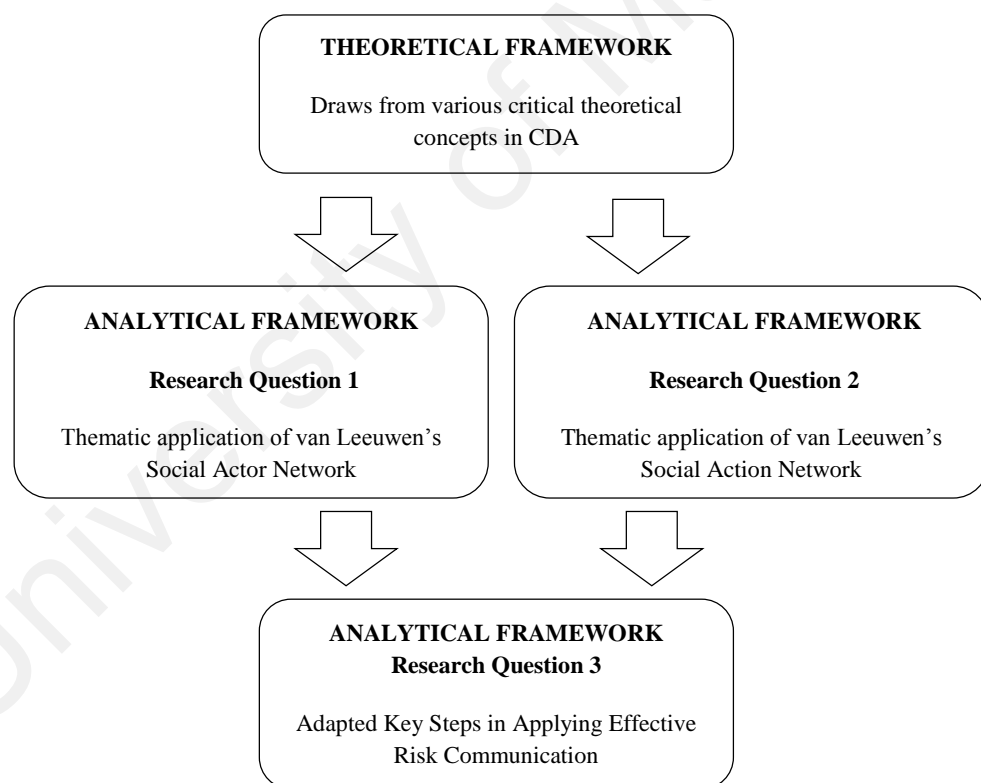 THEORETICAL FRAMEWORK
Draws from various critical theoretical
concepts in CDA
ANALYTICAL FRAMEWORK
Research Question 1
Thematic application of van Leeuwen’s
Social Actor Network
ANALYTICAL FRAMEWORK
Research Question 2
Thematic application of van Leeuwen’s
Social Action Network
ANALYTICAL FRAMEWORK
Research Question 3
Adapted Key Steps in Applying Effective
Risk Communication
University of